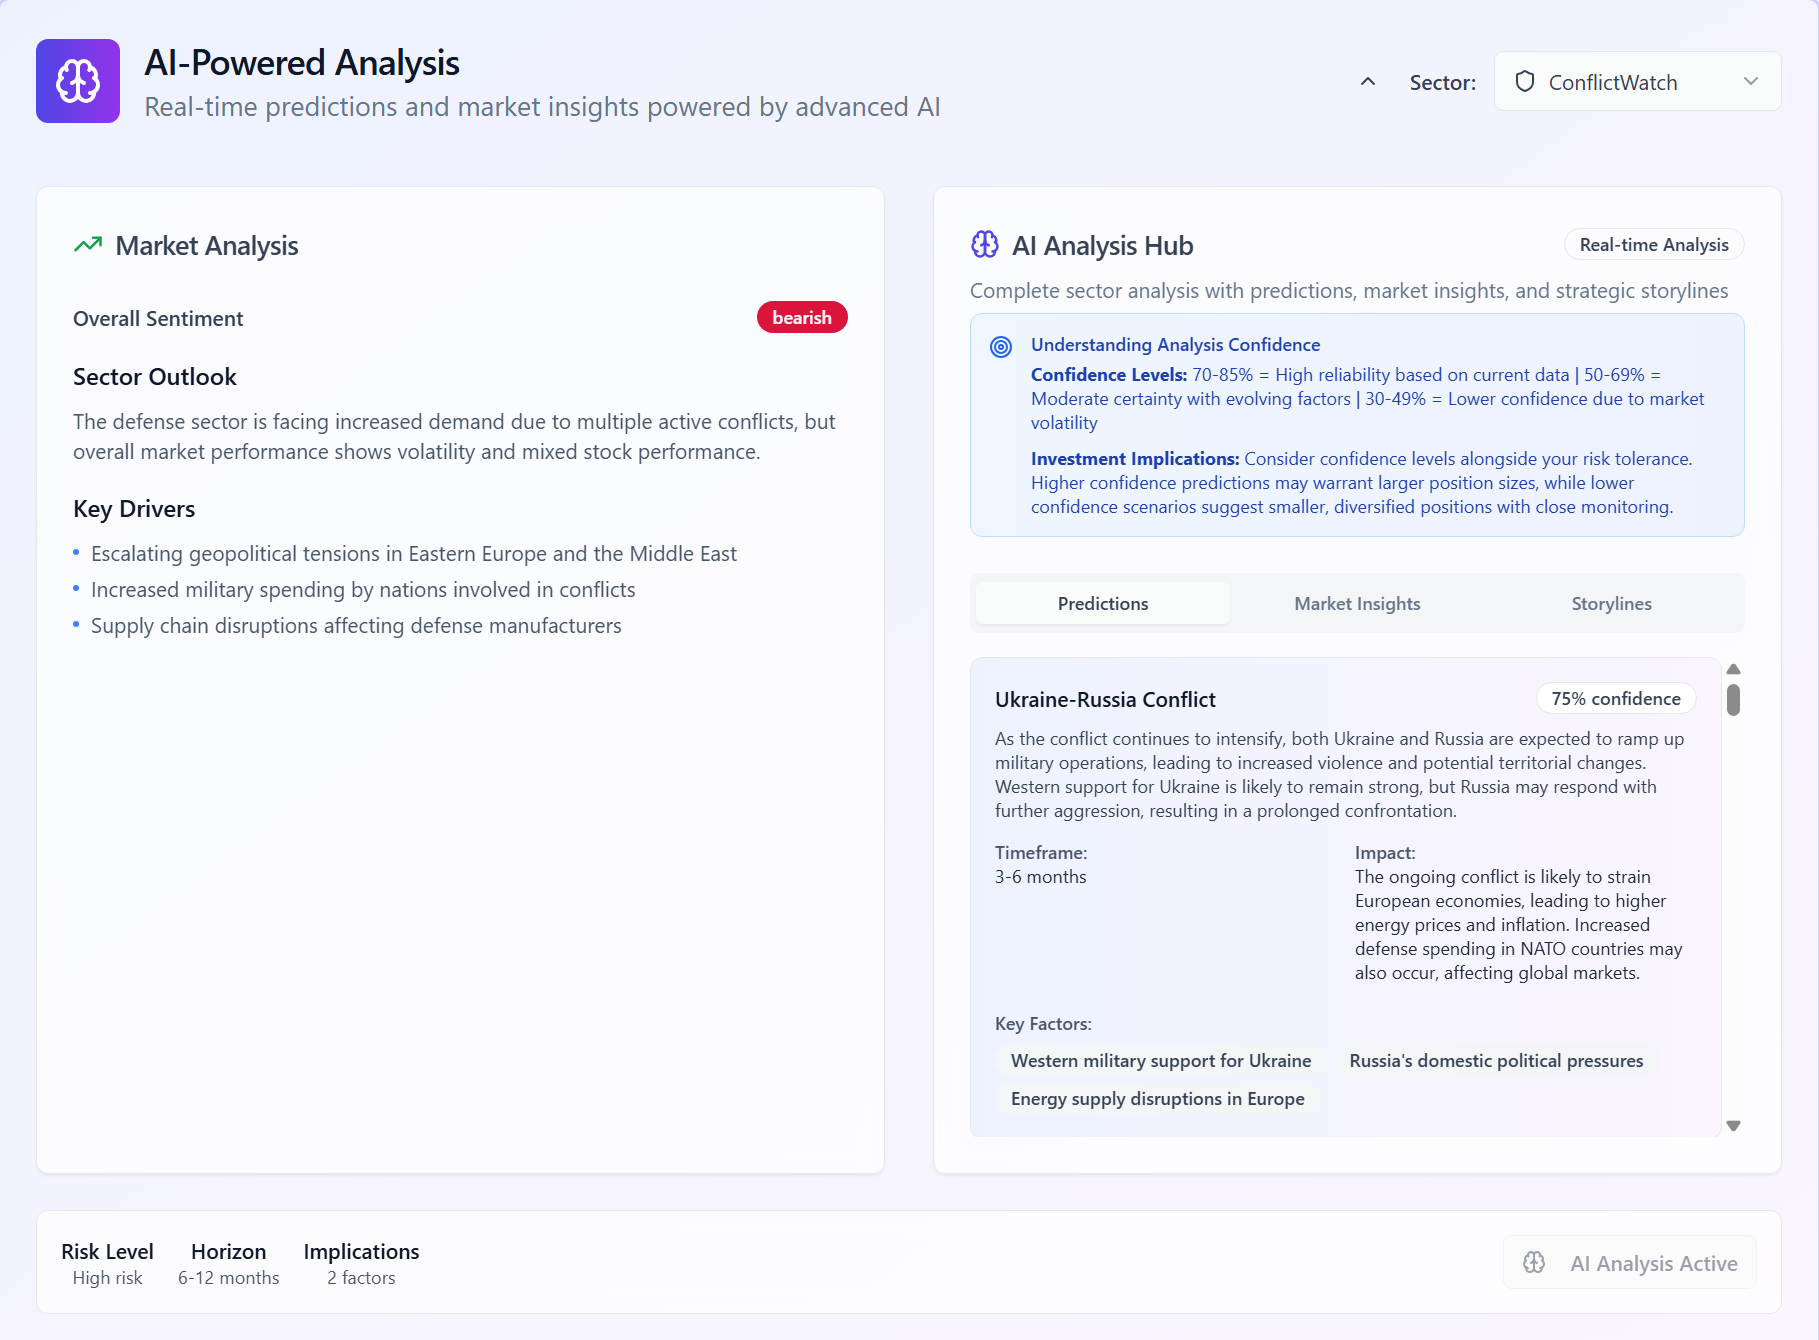 AI-Powered Analysis
Real-time predictions and market insights powered by advanced AI
Sector:
ConflictWatch
Market Analysis
Overall Sentiment
bearish
Sector Outlook
The defense sector is facing increased demand due to multiple active conflicts, but
overall market performance shows volatility and mixed stock performance.
Key Drivers
• Escalating geopolitical tensions in Eastern Europe and the Middle East
• Increased military spending by nations involved in conflicts
• Supply chain disruptions affecting defense manufacturers
AI Analysis Hub
Real-time Analysis
Complete sector analysis with predictions, market insights, and strategic storylines
Understanding Analysis Confidence
Confidence Levels: 70-85% = High reliability based on current data | 50-69% =
Moderate certainty with evolving factors | 30-49% = Lower confidence due to market
volatility
Investment Implications: Consider confidence levels alongside your risk tolerance.
Higher confidence predictions may warrant larger position sizes, while lower
confidence scenarios suggest smaller, diversified positions with close monitoring.
Predictions
Market Insights
Storylines
Ukraine-Russia Conflict
75% confidence
As the conflict continues to intensify, both Ukraine and Russia are expected to ramp up
military operations, leading to increased violence and potential territorial changes.
Western support for Ukraine is likely to remain strong, but Russia may respond with
further aggression, resulting in a prolonged confrontation.
Timeframe:
3-6 months
Impact:
The ongoing conflict is likely to strain
European economies, leading to higher
energy prices and inflation. Increased
defense spending in NATO countries may
also occur, affecting global markets.
Key Factors:
Western military support for Ukraine
Russia's domestic political pressures
Energy supply disruptions in Europe
Risk Level
High risk
Horizon
6-12 months
Implications
2 factors
AI Analysis Active